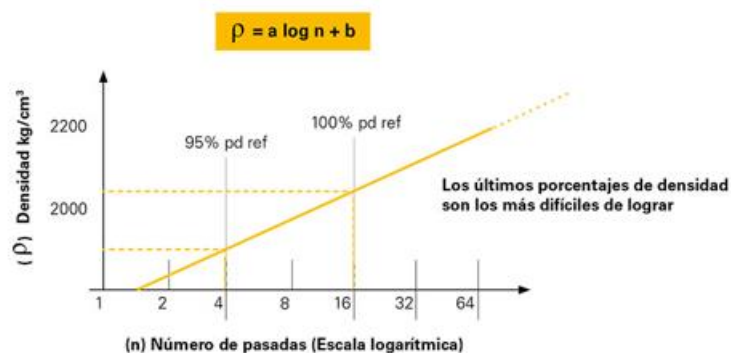 ρ = a log n + b
(ρ) Densidad kg/cm³
2200
2000
95% pd ref
100% pd ref
Los últimos porcentajes de densidad
son los más difíciles de lograr
1 2 4 8 16 32 64
(n) Número de pasadas (Escala logarítmica)